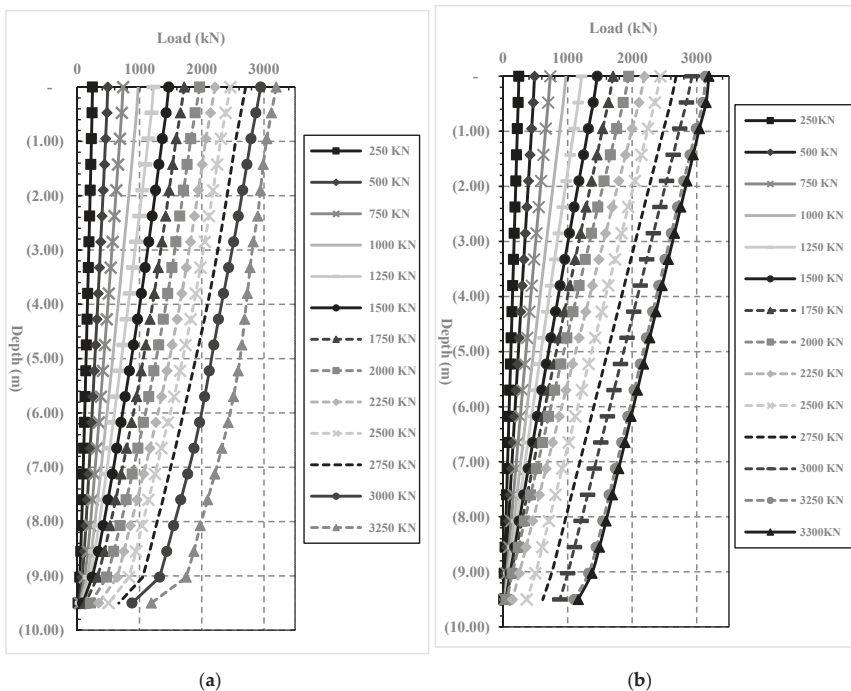 a
Load (kN)
0 1000 2000 3000
-
(1.00)
(2.00)
(3.00)
(4.00)
(5.00)
(6.00)
(7.00)
(8.00)
(9.00)
(10.00)
Depth (m)
250 KN
500 KN
750 KN
1000 KN
1250 KN
1500 KN
1750 KN
2000 KN
2250 KN
2500 KN
2750 KN
3000 KN
3250 KN
(a)
b
Load (kN)
0 1000 2000 3000
-
(1.00)
(2.00)
(3.00)
(4.00)
(5.00)
(6.00)
(7.00)
(8.00)
(9.00)
(10.00)
Depth (m)
250KN
500 KN
750 KN
1000 KN
1250 KN
1500 KN
1750 KN
2000 KN
2250 KN
2500 KN
2750 KN
3000 KN
3250 KN
3300KN
(b)